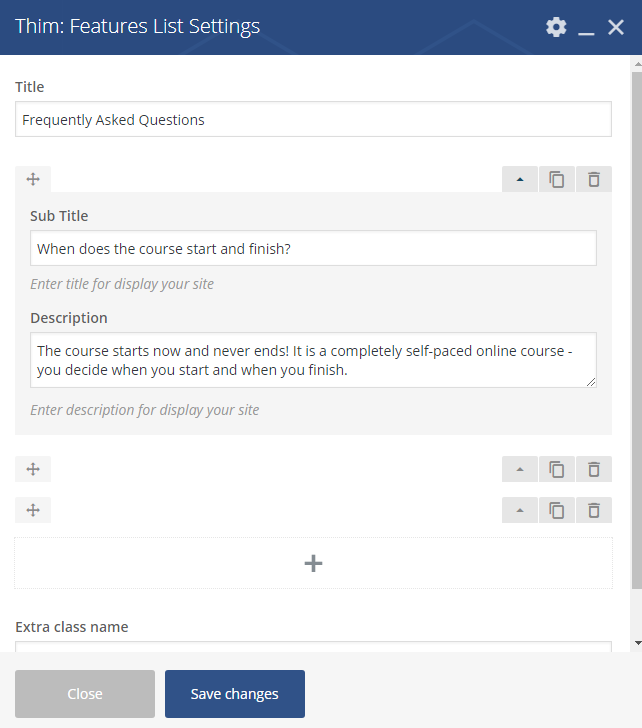 Thim: Features List Settings
Title
Frequently Asked Questions
Sub Title
When does the course start and finish?
Enter title for display your site
Description
The course starts now and never ends! It is a completely self-paced online course -
you decide when you start and when you finish.
Enter description for display your site
Extra class name
Close
Save changes